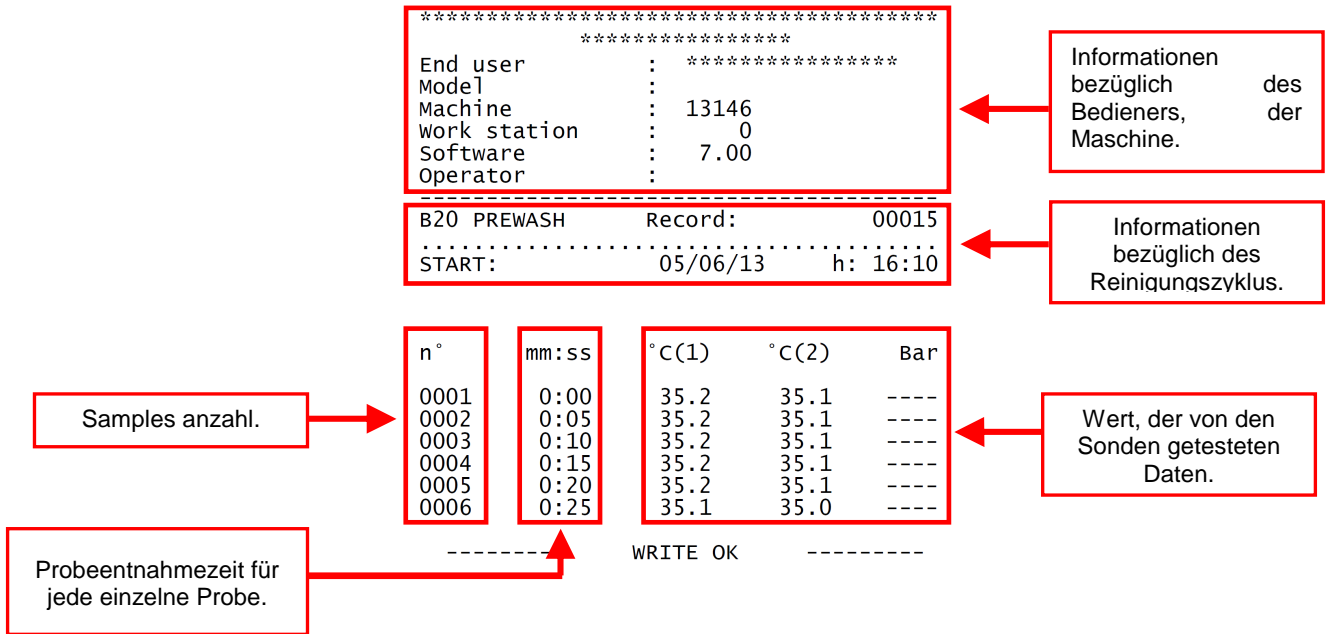 ****************************************
****************
End user : ****************
Model :
Machine : 13146
Work station : 0
Software : 7.00
Operator :
---------------------------------------
B20 PREWASH Record: 00015
.......................................
START: 05/06/13 h: 16:10
n° mm:ss °C(1) °C(2) Bar
0001 0:00 35.2 35.1 ----
0002 0:05 35.2 35.1 ----
0003 0:10 35.2 35.1 ----
0004 0:15 35.2 35.1 ----
0005 0:20 35.2 35.1 ----
0006 0:25 35.1 35.0 ----
--------- WRITE OK ---------
Informationen
bezüglich des
Bedieners, der
Maschine.
Informationen
bezüglich des
Reinigungszyklus.
Samples anzahl.
Wert, der von den
Sonden getesteten
Daten.
Probeentnahmezeit für
jede einzelne Probe.